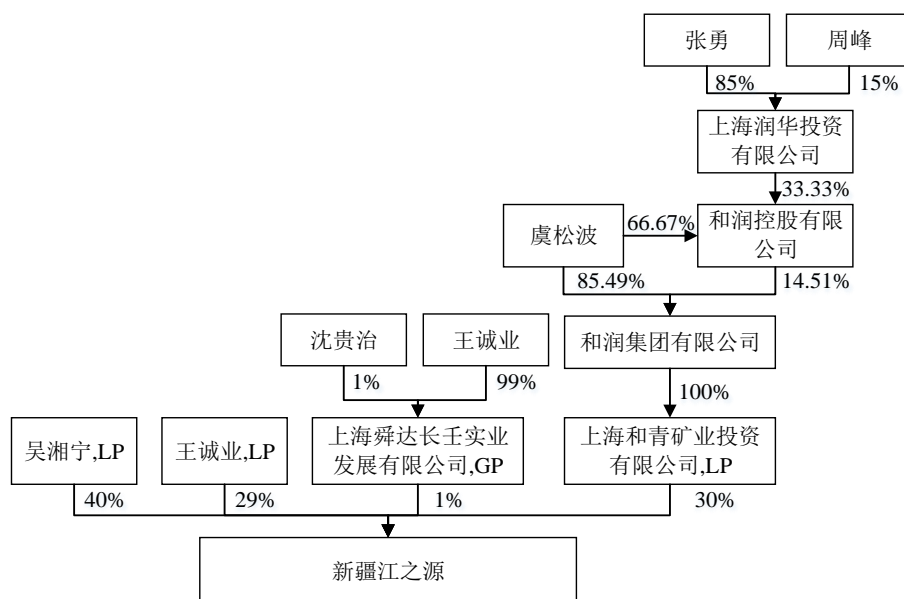 张勇
周峰
85%
15%
上海润华投资
有限公司
33.33%
虞松波
66.67%
和润控股有限
公司
85.49%
14.51%
沈贵治
王诚业
和润集团有限公司
1%
99%
100%
吴湘宁,LP
王诚业,LP
上海舜达长壬实业
发展有限公司,GP
上海和青矿业投资
有限公司,LP
40%
29%
1%
30%
新疆江之源